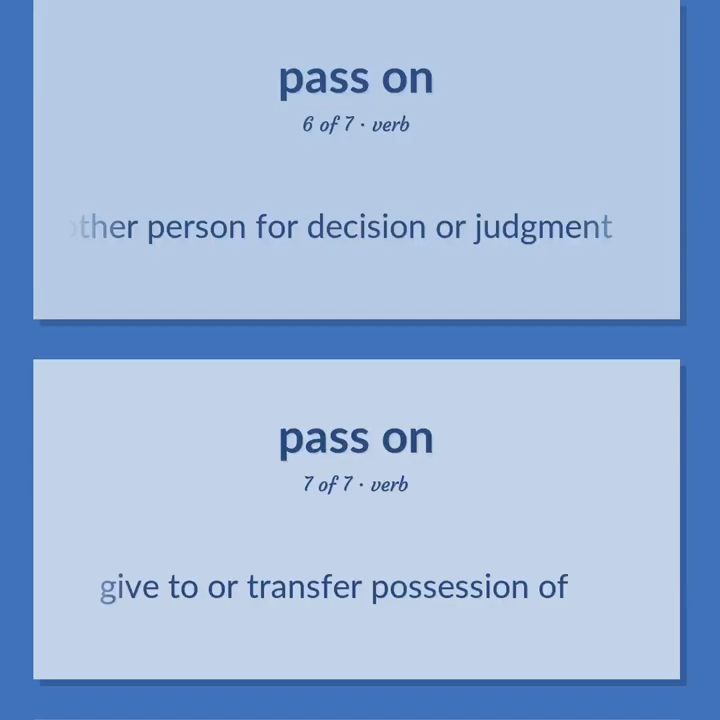 pass on
6 of 7 · verb
other person for decision or judgment
pass on
7 of 7 · verb
give to or transfer possession of